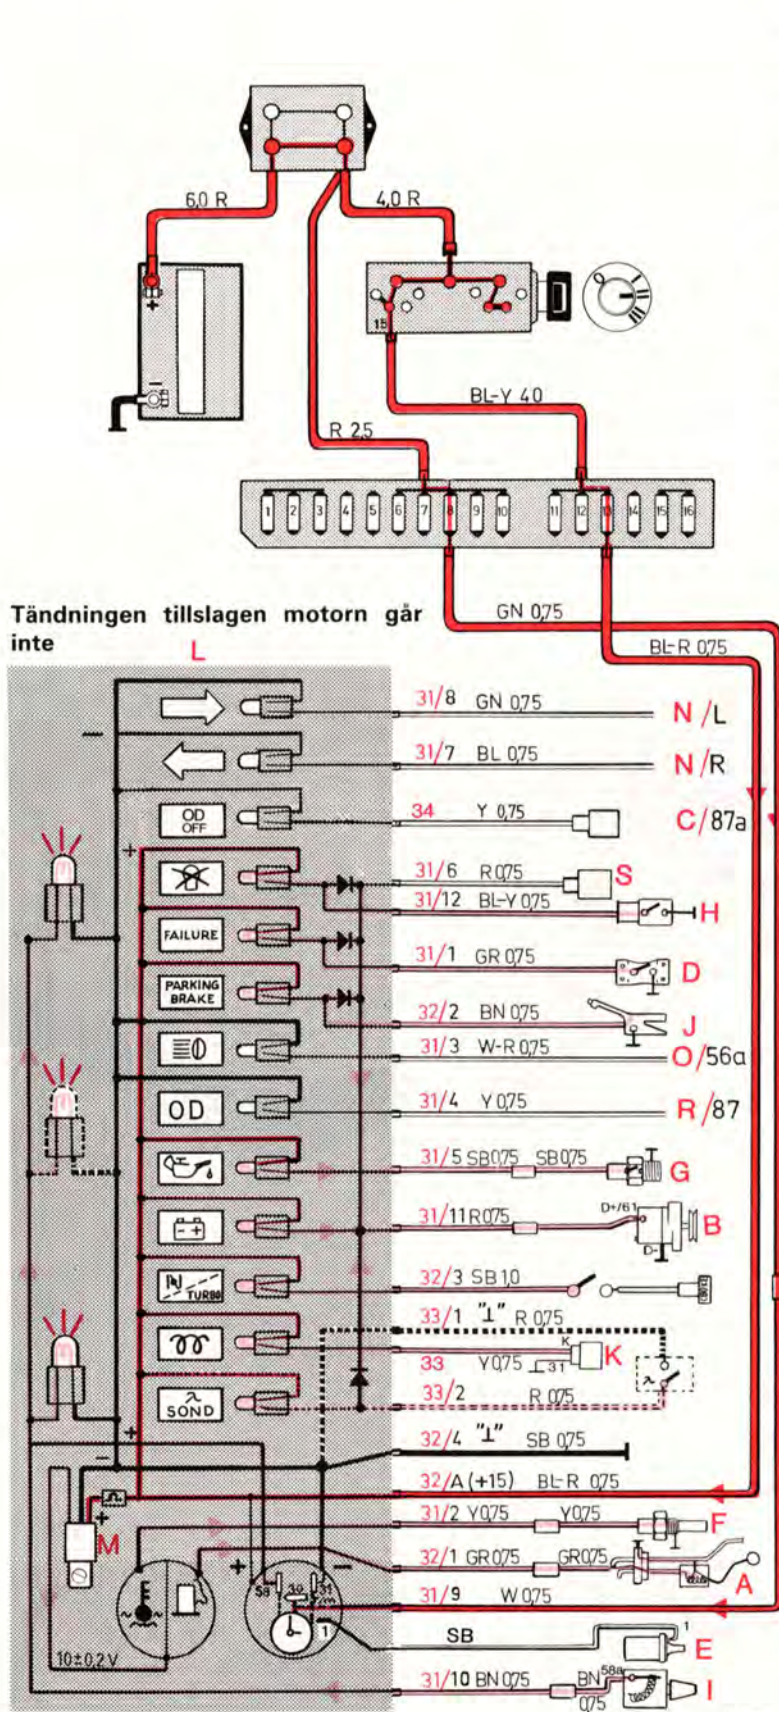 6,0 R
4,0 R
+
−
15
0 I II III
BL-Y 40
R 2,5
1 2 3 4 5 6 7 8 9 10 11 12 13 14 15 16
Tändningen tillslagen motorn går
inte
GN 0,75
BL-R 0,75
L
31/8 GN 0,75 N/L
−
31/7 BL 0,75 N/R
OD
OFF
34 Y 0,75 C/87a
+
31/6 R 0,75 S
31/12 BL-Y 0,75 H
FAILURE
31/1 GR 0,75 D
PARKING
BRAKE
32/2 BN 0,75 J
31/3 W-R 0,75 O/56a
OD
31/4 Y 0,75 R/87
31/5 SB 0,75 SB 0,75 G
− +
31/11 R 0,75 D+/61 B
D-
TURBO
32/3 SB 1,0
33/1 "⊥" R 0,75
K
33 Y 0,75 31 K
λ
SOND
33/2 R 0,75
λ
+
−
32/4 "⊥" SB 0,75
32/A (+15) BL-R 0,75
+
M
31/2 Y 0,75 Y 0,75 F
32/1 GR 0,75 GR 0,75 A
+ −
58 30 31
31/9 W 0,75
1
SB 1 E
10±0,2 V
31/10 BN 0,75 BN 58a I
0,75